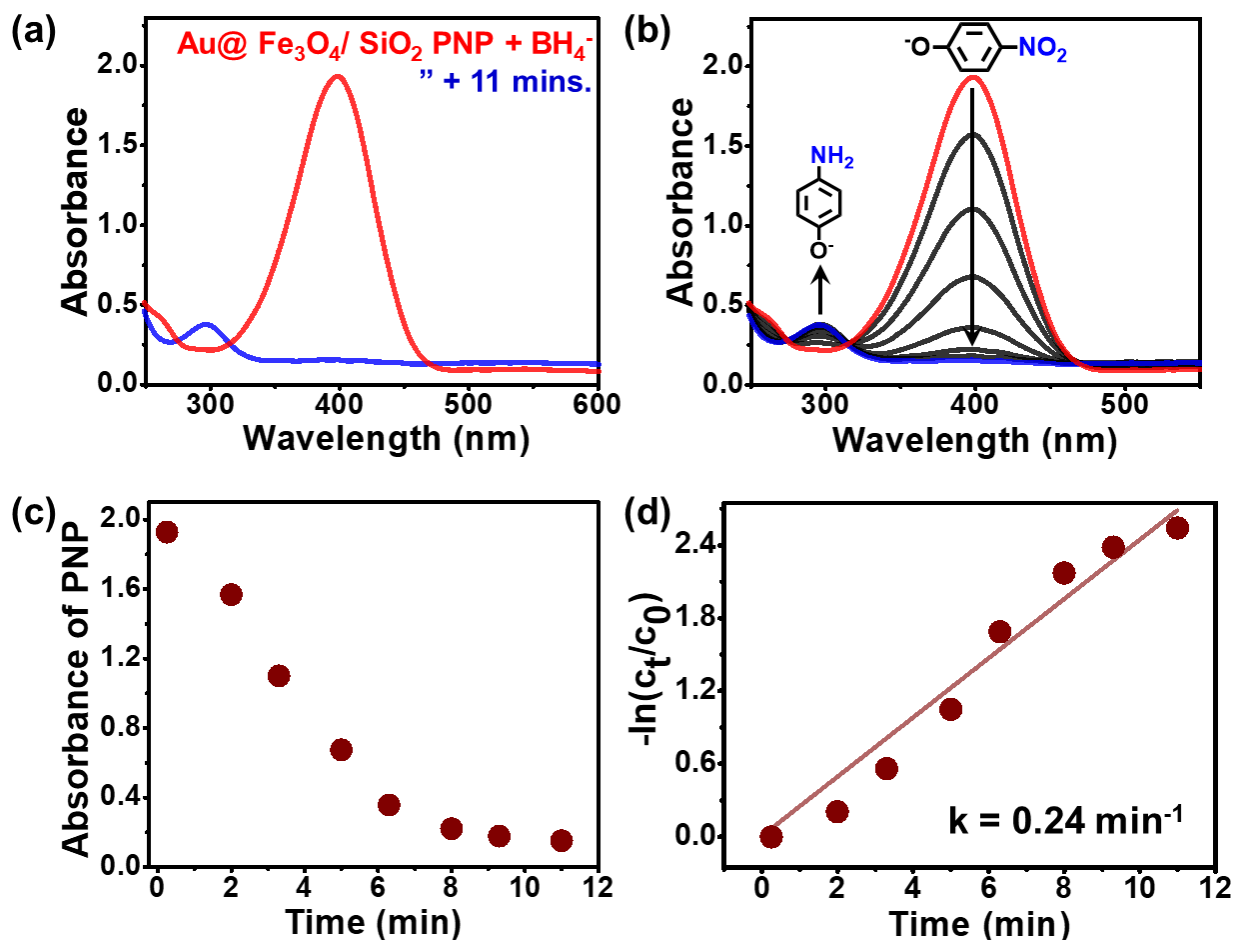 (a)
Au@ Fe3O4/ SiO2 PNP + BH4-
” + 11 mins.
Absorbance
2.0
1.5
1.0
0.5
0.0
300 400 500 600
Wavelength (nm)
(b)
-O NO2
NH2
O-
Absorbance
2.0
1.5
1.0
0.5
0.0
300 400 500
Wavelength (nm)
(c)
Absorbance of PNP
2.0
1.6
1.2
0.8
0.4
0.0
0 2 4 6 8 10 12
Time (min)
(d)
-ln(ct/c0)
2.4
1.8
1.2
0.6
0.0
k = 0.24 min-1
0 2 4 6 8 10 12
Time (min)